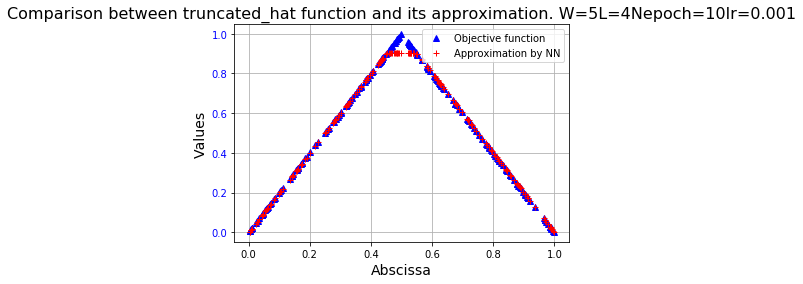 Comparison between truncated_hat function and its approximation. W=5L=4Nepoch=10lr=0.001
Objective function
Approximation by NN
Values
1.0
0.8
0.6
0.4
0.2
0.0
0.0 0.2 0.4 0.6 0.8 1.0
Abscissa